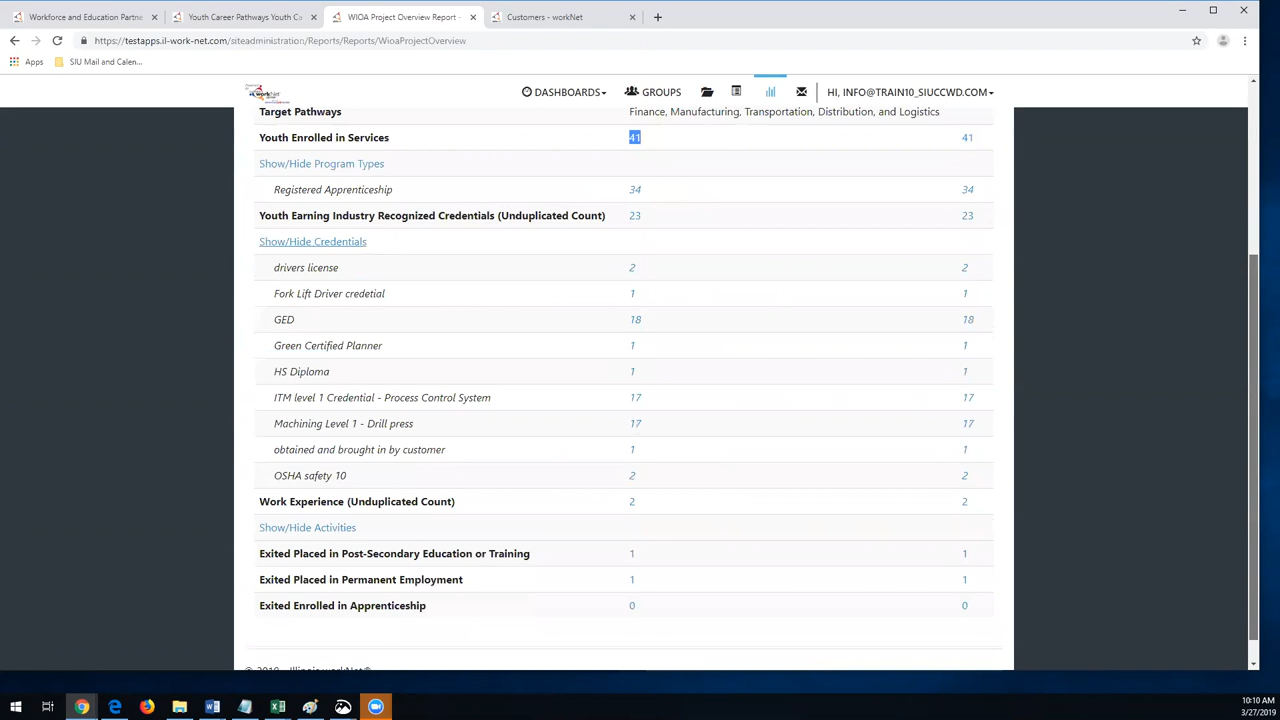 Workforce and Education Partne
Youth Career Pathways Youth Ca
WIOA Project Overview Report -
Customers - workNet
https://testapps.il-work-net.com/siteadministration/Reports/Reports/WioaProjectOverview
Apps
SIU Mail and Calen...
workNet
DASHBOARDS
GROUPS
HI, INFO@TRAIN10_SIUCCWD.COM
Target Pathways Finance, Manufacturing, Transportation, Distribution, and Logistics
Youth Enrolled in Services 41 41
Show/Hide Program Types
Registered Apprenticeship 34 34
Youth Earning Industry Recognized Credentials (Unduplicated Count) 23 23
Show/Hide Credentials
drivers license 2 2
Fork Lift Driver credetial 1 1
GED 18 18
Green Certified Planner 1 1
HS Diploma 1 1
ITM level 1 Credential - Process Control System 17 17
Machining Level 1 - Drill press 17 17
obtained and brought in by customer 1 1
OSHA safety 10 2 2
Work Experience (Unduplicated Count) 2 2
Show/Hide Activities
Exited Placed in Post-Secondary Education or Training 1 1
Exited Placed in Permanent Employment 1 1
Exited Enrolled in Apprenticeship 0 0
© 2019 - Illinois workNet®
10:10 AM
3/27/2019